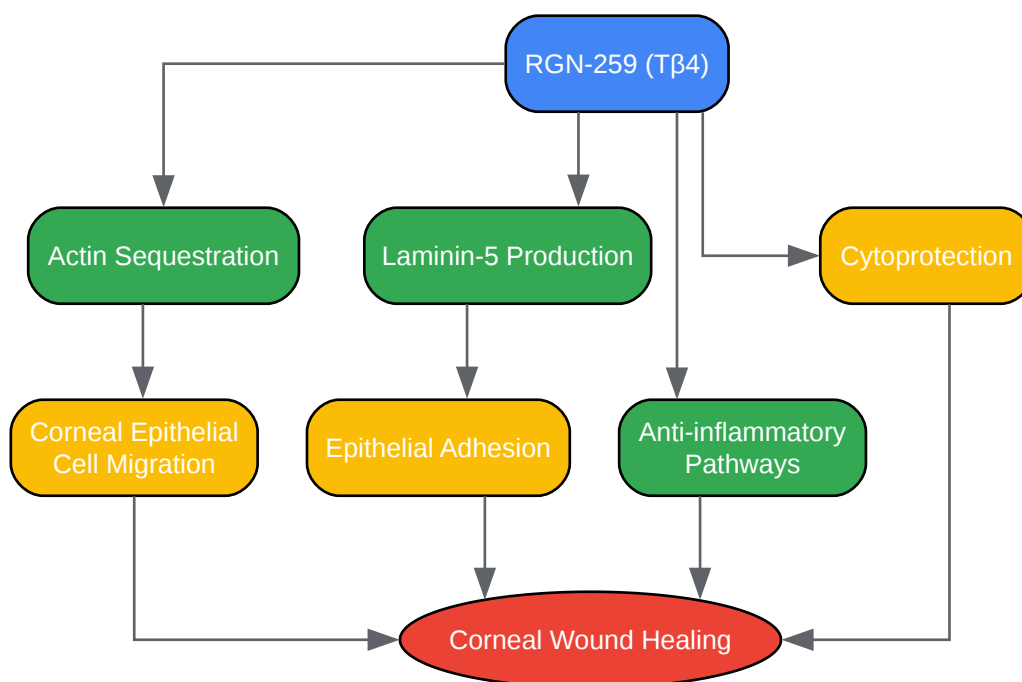 RGN-259 (Tβ4)
Actin Sequestration
Laminin-5 Production
Cytoprotection
Corneal Epithelial
Cell Migration
Epithelial Adhesion
Anti-inflammatory
Pathways
Corneal Wound Healing